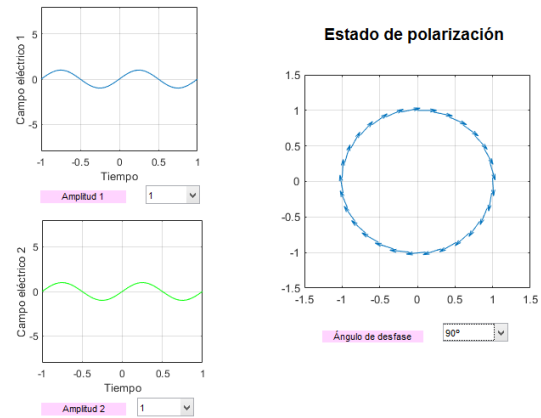 Campo eléctrico 1
5
0
-5
-1 -0.5 0 0.5 1
Tiempo
Amplitud 1 1
Campo eléctrico 2
5
0
-5
-1 -0.5 0 0.5 1
Tiempo
Amplitud 2 1
Estado de polarización
1.5
1
0.5
0
-0.5
-1
-1.5
-1.5 -1 -0.5 0 0.5 1 1.5
Ángulo de desfase 90º